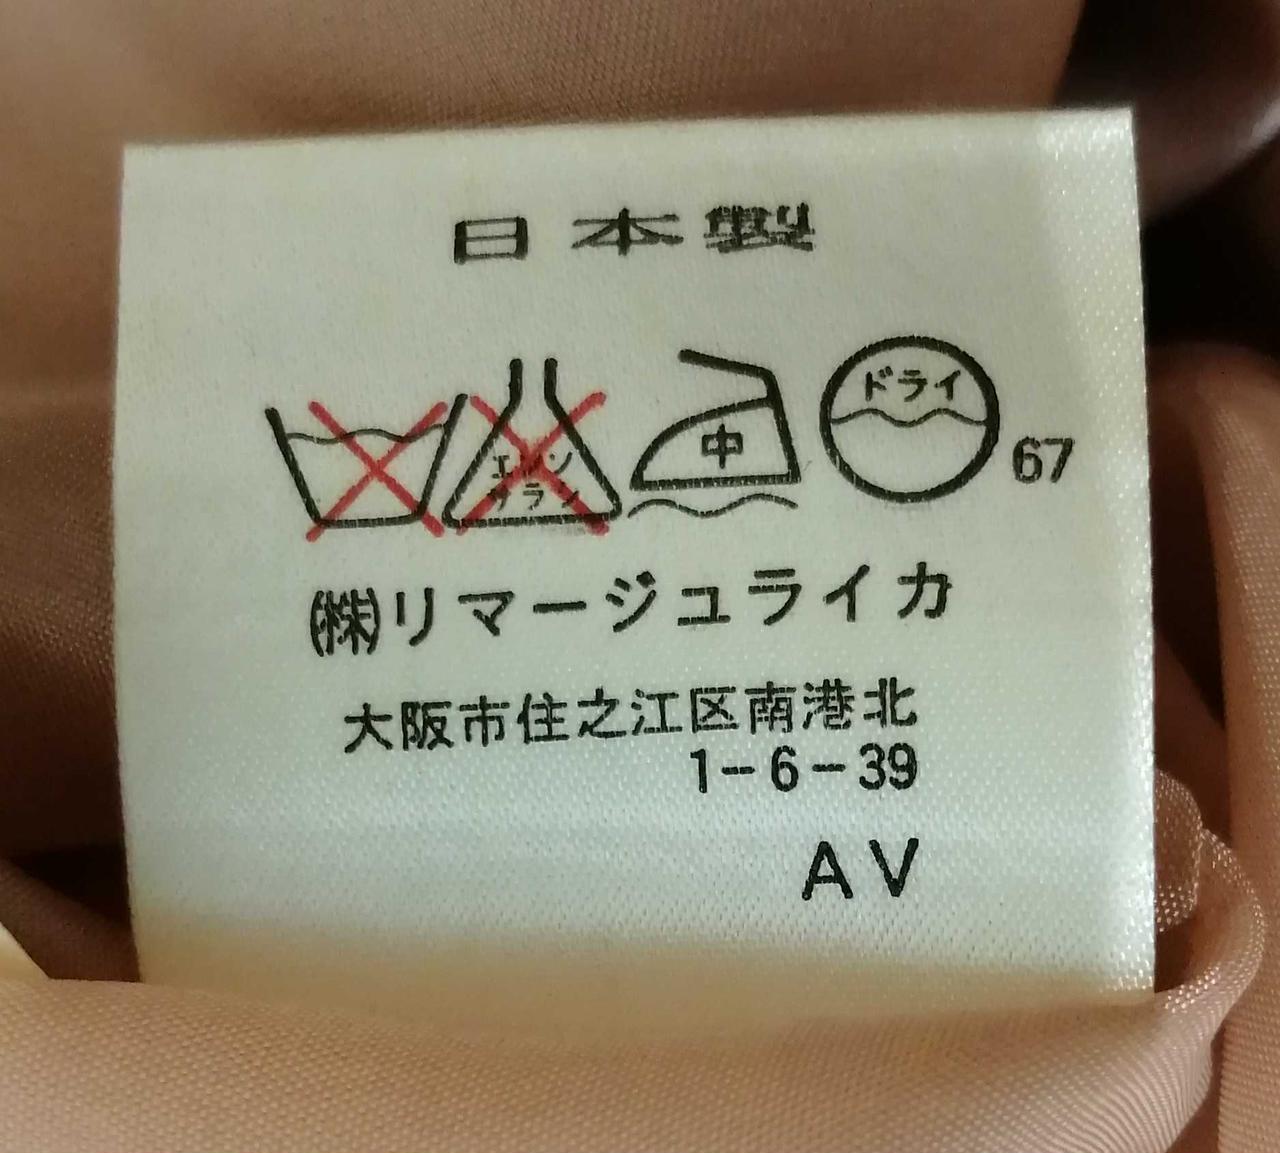 日本製
エンソ
サラシ
中
ドライ
67
㈱リマージュライカ
大阪市住之江区南港北
1-6-39
AV